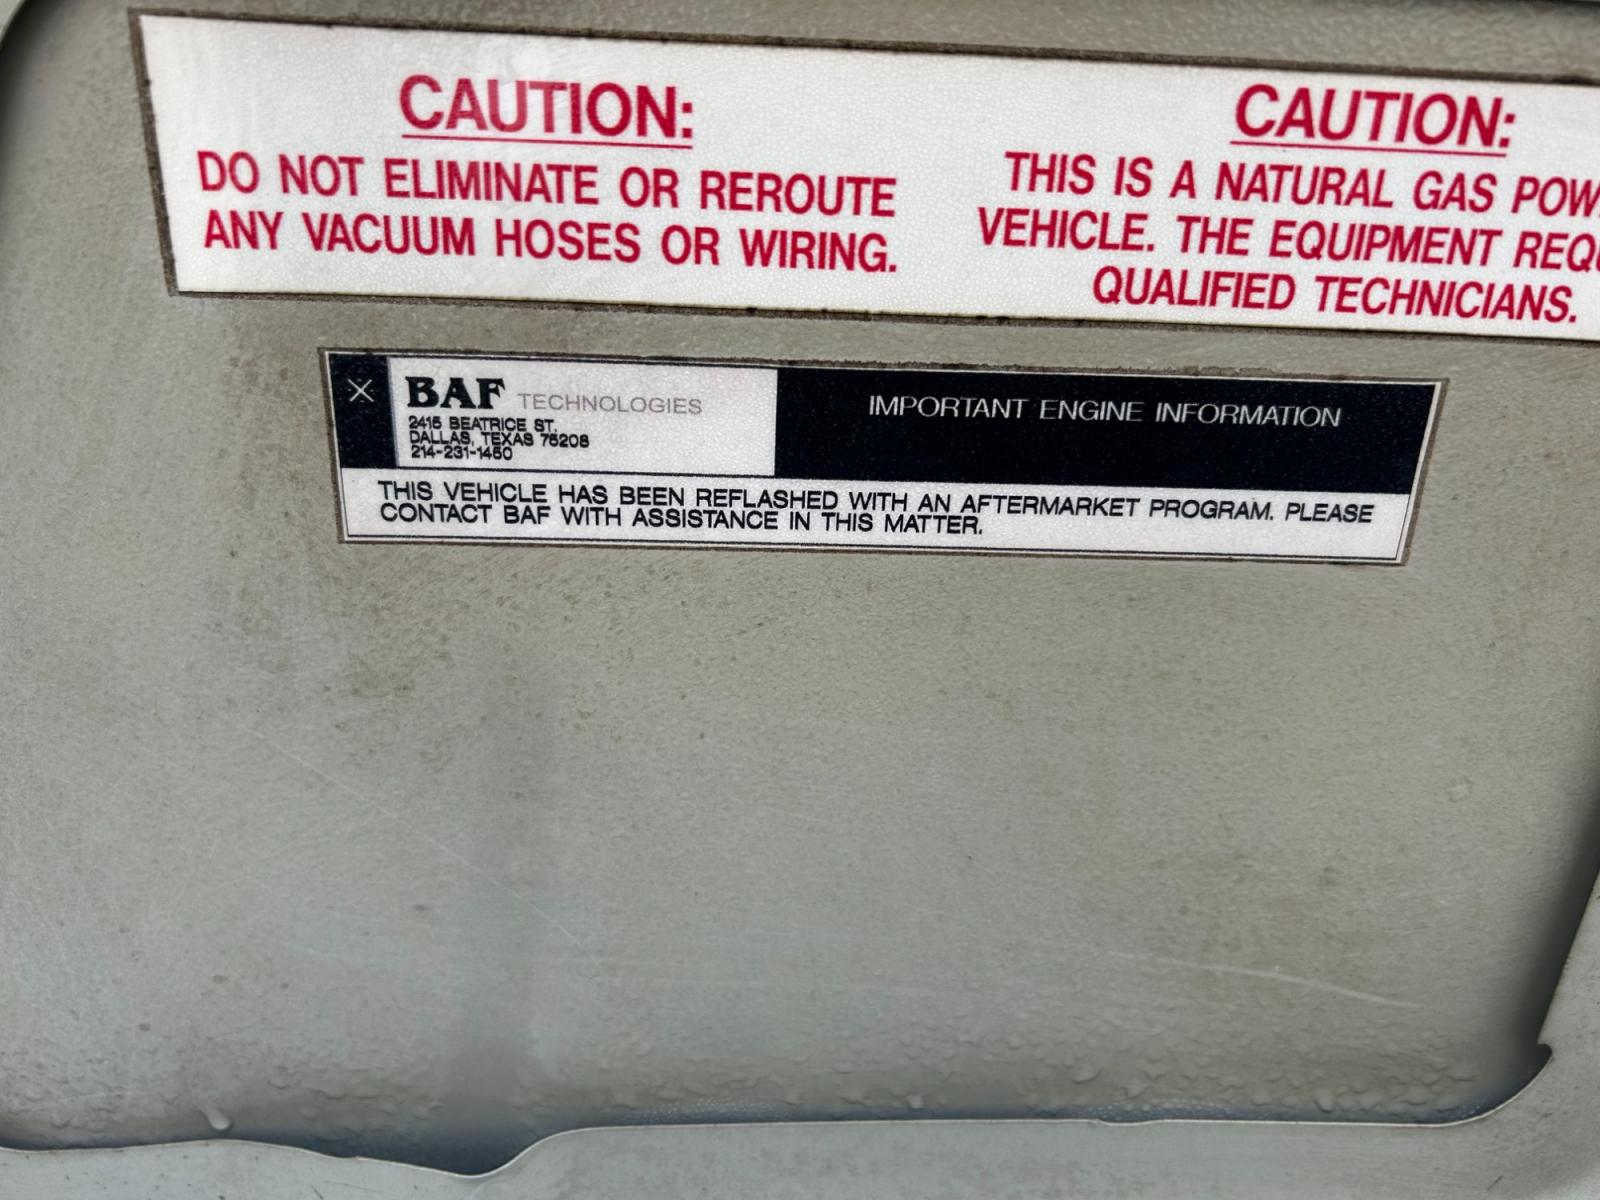 CAUTION:
DO NOT ELIMINATE OR REROUTE
ANY VACUUM HOSES OR WIRING.
CAUTION:
THIS IS A NATURAL GAS POW
VEHICLE. THE EQUIPMENT REQU
QUALIFIED TECHNICIANS.
BAF TECHNOLOGIES
2415 BEATRICE ST.
DALLAS, TEXAS 75208
214-231-1450
IMPORTANT ENGINE INFORMATION
THIS VEHICLE HAS BEEN REFLASHED WITH AN AFTERMARKET PROGRAM. PLEASE
CONTACT BAF WITH ASSISTANCE IN THIS MATTER.